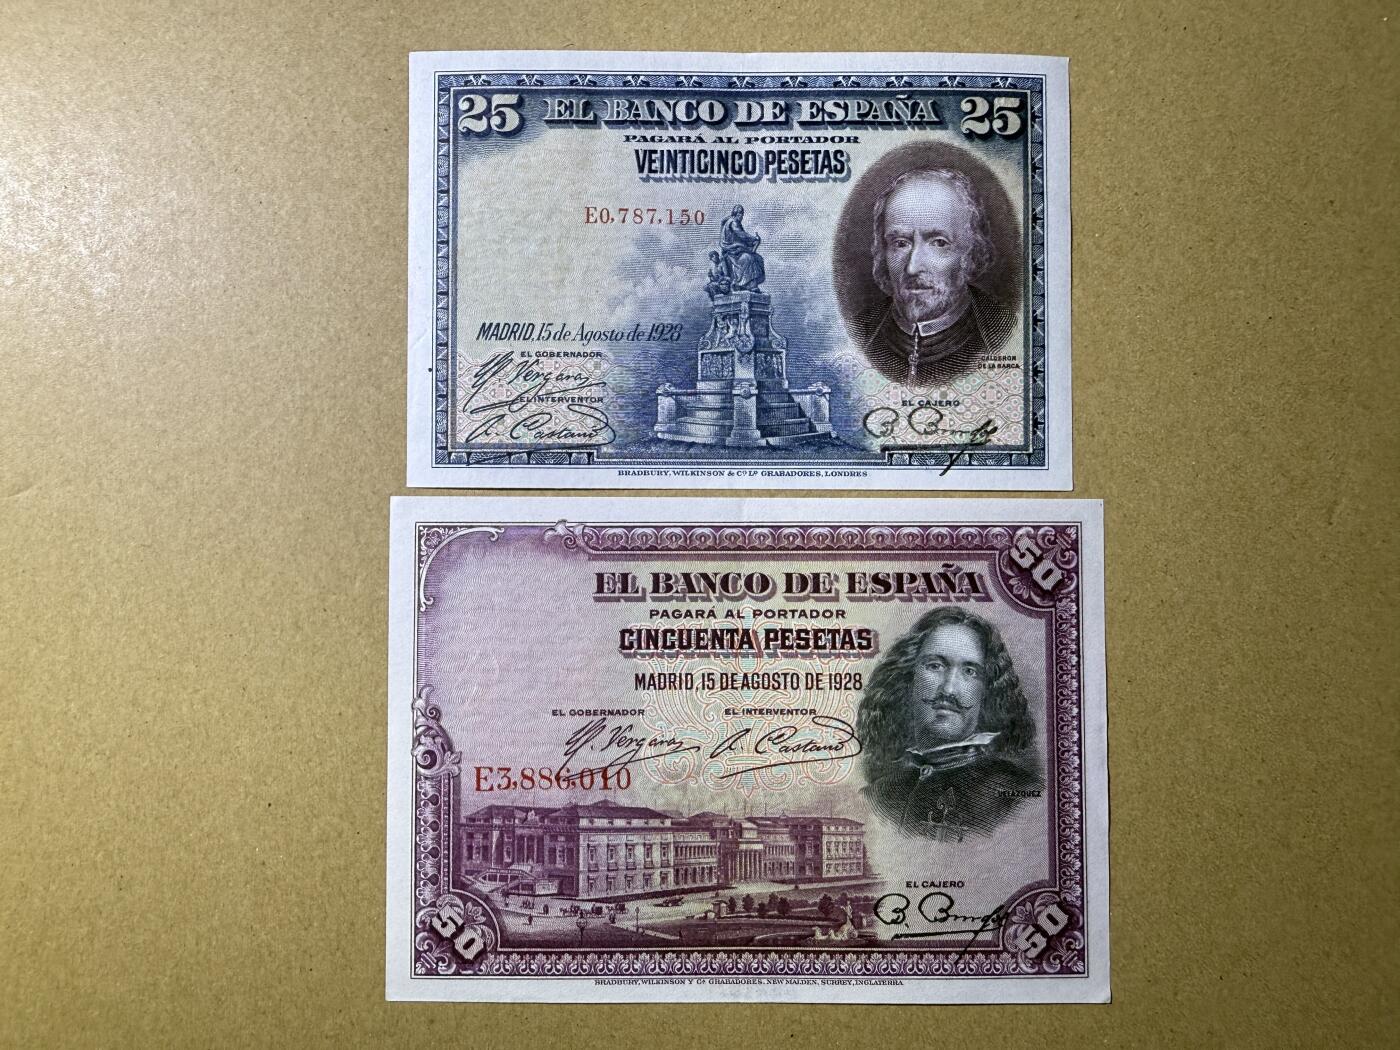 25 EL BANCO DE ESPAÑA 25
PAGARÁ AL PORTADOR
VEINTICINCO PESETAS
E0,787,150
MADRID, 15 de Agosto de 1928
EL GOBERNADOR
EL INTERVENTOR
CALDERON
DE LA BARCA
EL CAJERO
BRADBURY, WILKINSON & Cº Lᴰ GRABADORES, LONDRES
50
EL BANCO DE ESPAÑA
PAGARÁ AL PORTADOR
CINCUENTA PESETAS
MADRID, 15 DE AGOSTO DE 1928
EL GOBERNADOR EL INTERVENTOR
E3,886,010
VELAZQUEZ
EL CAJERO
50 50
BRADBURY, WILKINSON Y Cª GRABADORES, NEW MALDEN, SURREY, INGLATERRA